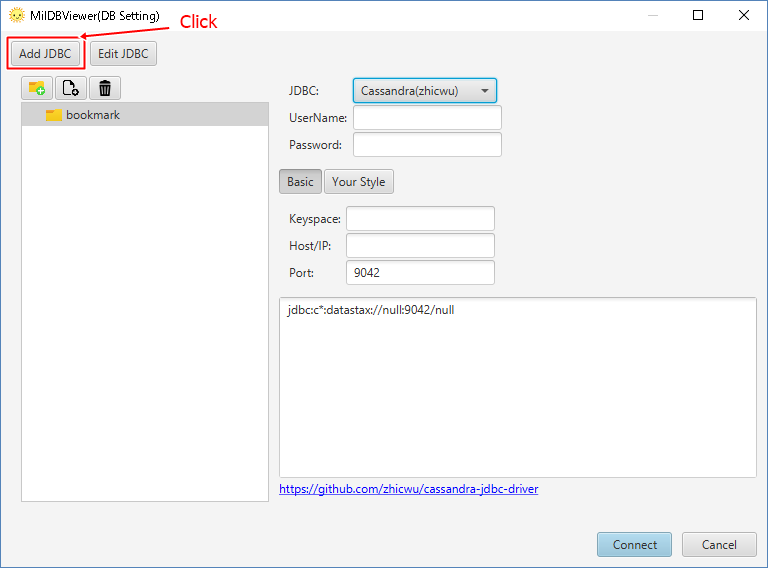 MilDBViewer(DB Setting)
Click
Add JDBC
Edit JDBC
bookmark
JDBC:
Cassandra(zhicwu)
UserName:
Password:
Basic
Your Style
Keyspace:
Host/IP:
Port:
9042
jdbc:c*:datastax://null:9042/null
https://github.com/zhicwu/cassandra-jdbc-driver
Connect
Cancel